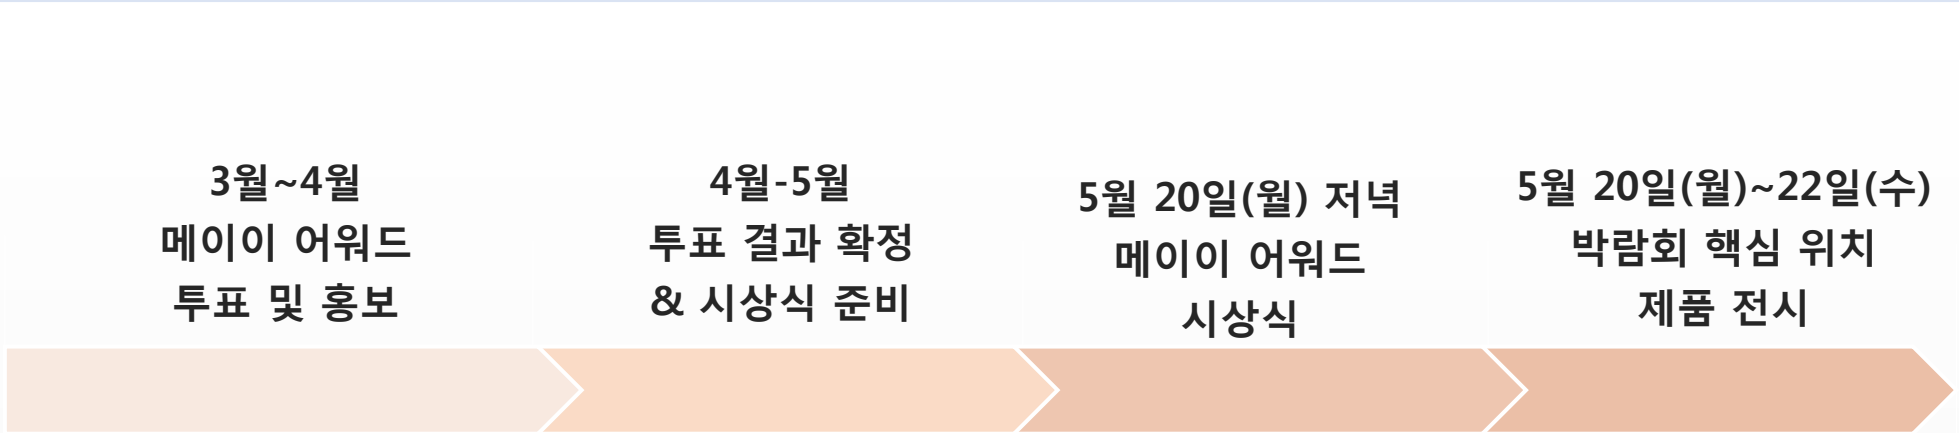 3월~4월
메이이 어워드
투표 및 홍보
4월-5월
투표 결과 확정
& 시상식 준비
5월 20일(월) 저녁
메이이 어워드
시상식
5월 20일(월)~22일(수)
박람회 핵심 위치
제품 전시